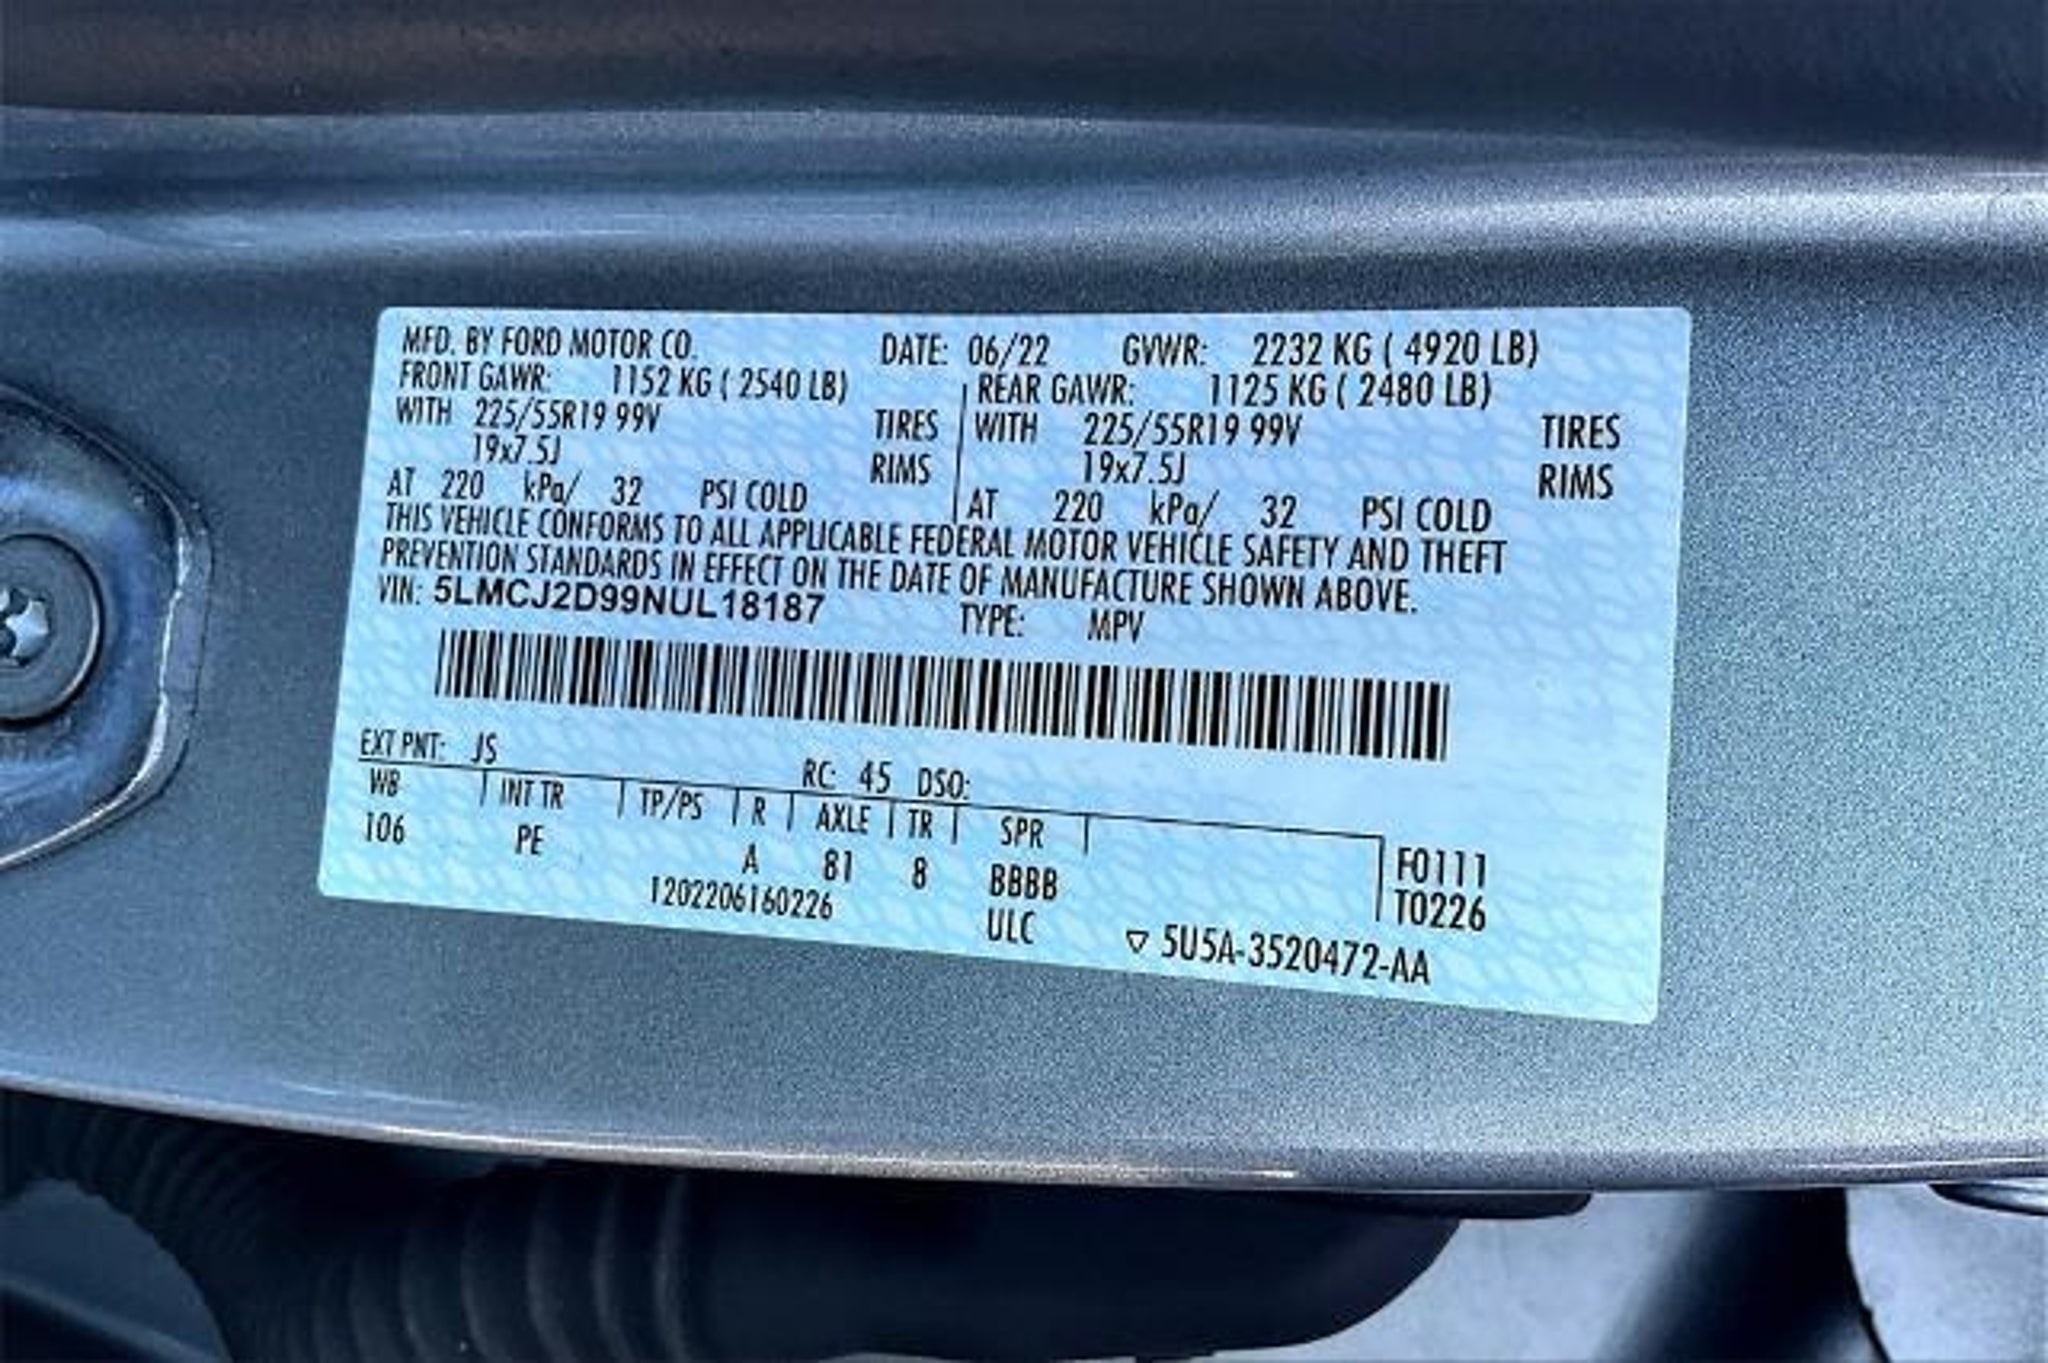 MFD. BY FORD MOTOR CO. DATE: 06/22 GVWR: 2232 KG ( 4920 LB)
FRONT GAWR: 1152 KG ( 2540 LB) REAR GAWR: 1125 KG ( 2480 LB)
WITH 225/55R19 99V TIRES WITH 225/55R19 99V TIRES
19x7.5J RIMS 19x7.5J RIMS
AT 220 kPa/ 32 PSI COLD AT 220 kPa/ 32 PSI COLD
THIS VEHICLE CONFORMS TO ALL APPLICABLE FEDERAL MOTOR VEHICLE SAFETY AND THEFT
PREVENTION STANDARDS IN EFFECT ON THE DATE OF MANUFACTURE SHOWN ABOVE.
VIN: 5LMCJ2D99NUL18187 TYPE: MPV
EXT PNT: JS RC: 45 DSO:
WB INT TR TP/PS R AXLE TR SPR
106 PE A 81 8 BBBB F0111
1202206160226 ULC T0226
▽ 5U5A-3520472-AA